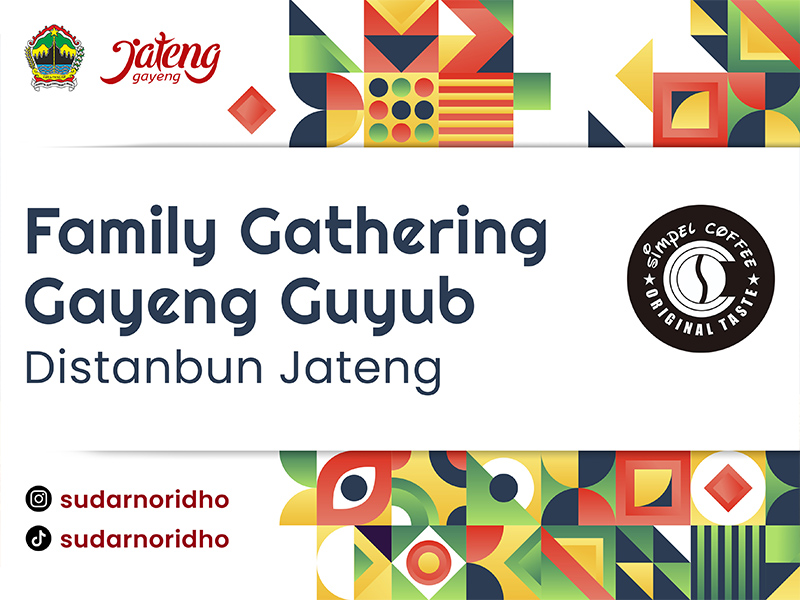 Jateng
gayeng
Family Gathering
Gayeng Guyub
Distanbun Jateng
SIMPEL COFFEE
ORIGINAL TASTE
sudarnoridho
sudarnoridho